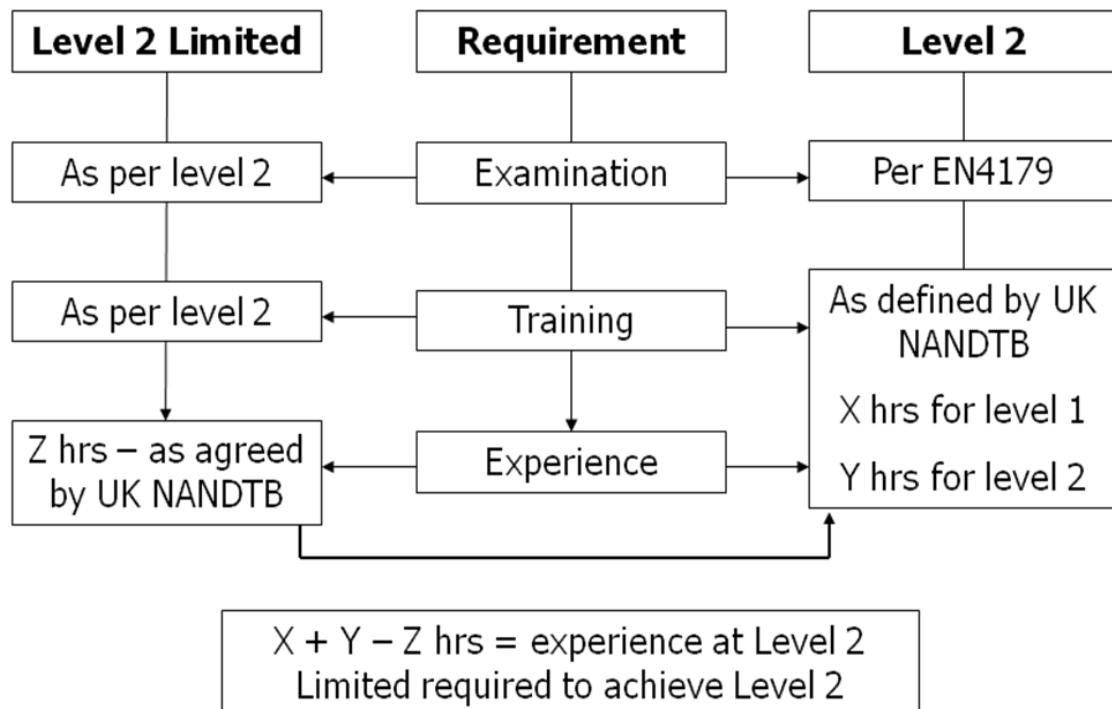 Level 2 Limited
Requirement
Level 2
As per level 2
Examination
Per EN4179
As per level 2
Training
As defined by UK
NANDTB
X hrs for level 1
Y hrs for level 2
Z hrs – as agreed
by UK NANDTB
Experience
X + Y – Z hrs = experience at Level 2
Limited required to achieve Level 2